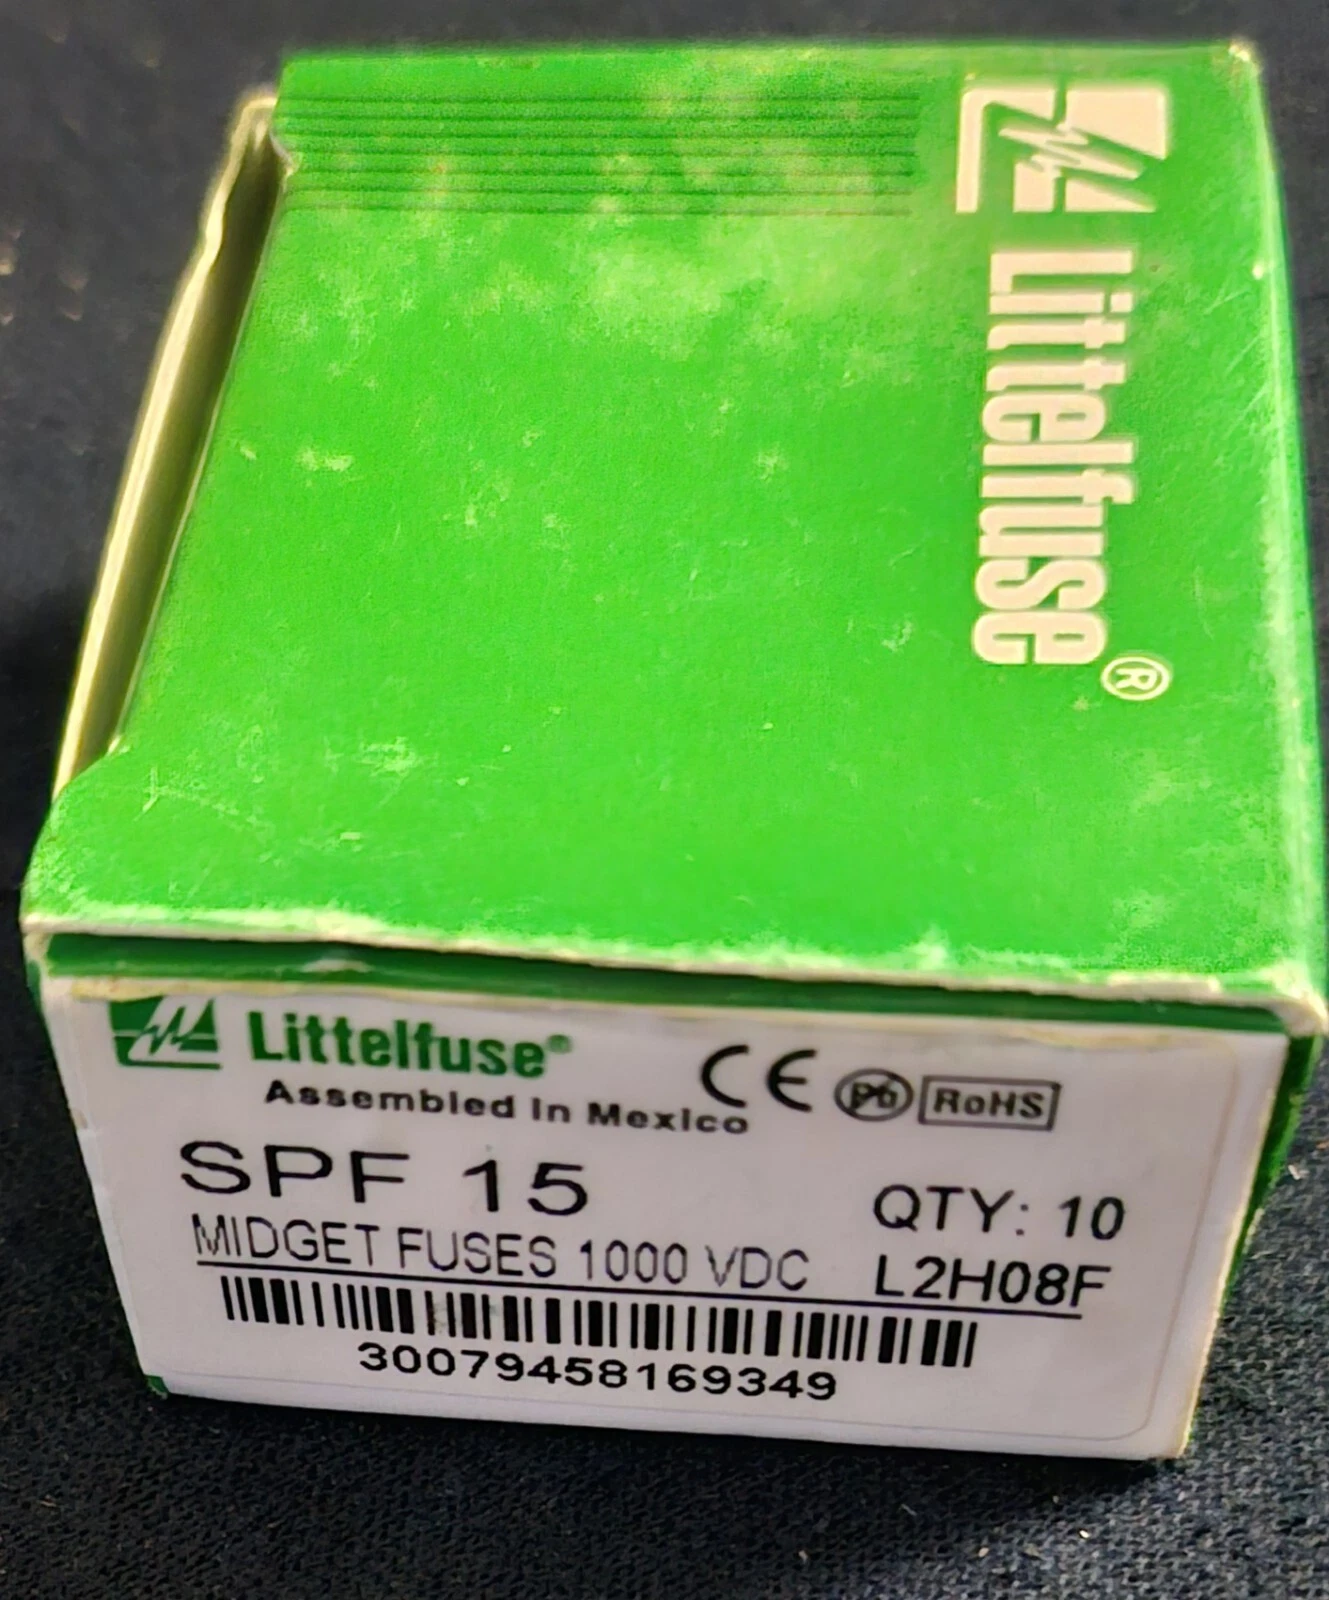 Littelfuse®
Littelfuse®
CE Pb RoHS
Assembled in Mexico
SPF 15
QTY: 10
MIDGET FUSES 1000 VDC
L2H08F
30079458169349